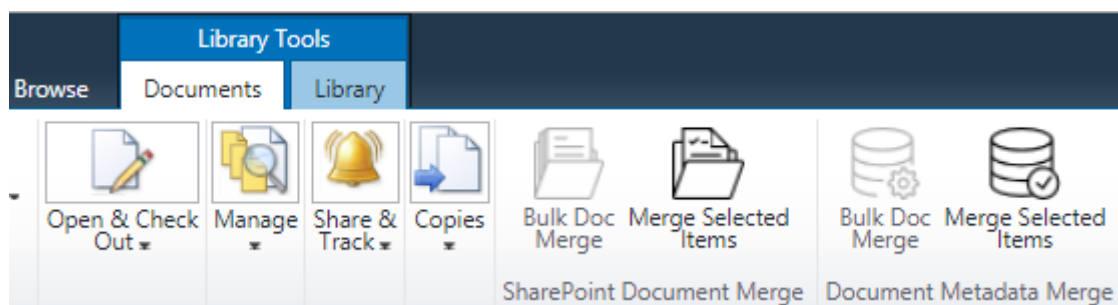 Library Tools
Browse Documents Library
Open & Check Out
Manage
Share & Track
Copies
Bulk Doc Merge
Merge Selected Items
Bulk Doc Merge
Merge Selected Items
SharePoint Document Merge
Document Metadata Merge